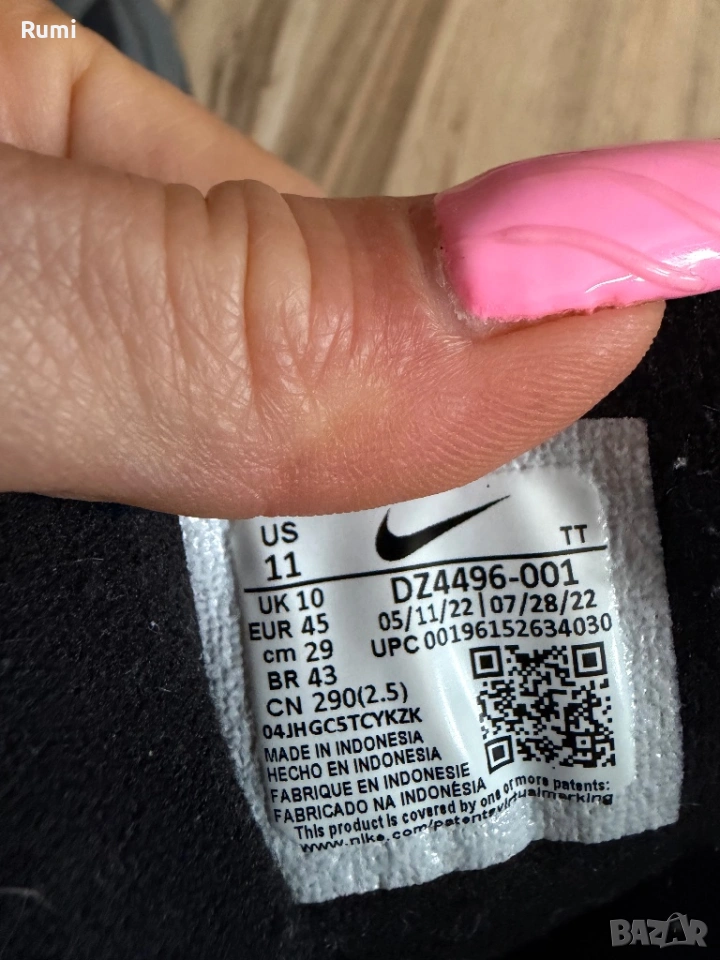 Rumi
US
11
TT
UK 10
EUR 45
cm 29
BR 43
CN 290(2.5)
DZ4496-001
05/11/22|07/28/22
UPC 00196152634030
04JHGC5TCYKZK
MADE IN INDONESIA
HECHO EN INDONESIA
FABRIQUE EN INDONESIE
FABRICADO NA INDONÉSIA
This product is covered by one or more patents:
www.nike.com/patentsvirtualmarking
BAZAR